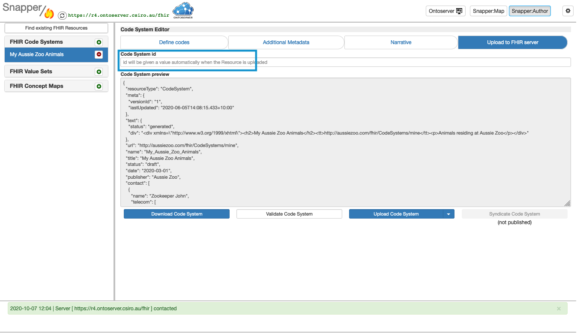 Snapper/
https://r4.ontoserver.csiro.au/fhir
Ontoserver
Snapper:Map
Snapper:Author
Find existing FHIR Resources
FHIR Code Systems
My Aussie Zoo Animals
FHIR Value Sets
FHIR Concept Maps
Code System Editor
Define codes
Additional Metadata
Narrative
Upload to FHIR server
Code System id
id will be given a value automatically when the Resource is uploaded
Code System preview
{
"resourceType": "CodeSystem",
"meta": {
"versionId": "1",
"lastUpdated": "2020-08-05T14:08:10.433+10:00"
},
"text": {
"status": "generated",
"div": "<div xmlns=\"http://www.w3.org/1999/xhtml\"><h2>My Aussie Zoo Animals</h2><tt>http://aussiezoo.com/fhir/CodeSystems/mine</tt><p>Animals residing at Aussie Zoo</p></div>"
},
"url": "http://aussiezoo.com/fhir/CodeSystems/mine",
"name": "My_Aussie_Zoo_Animals",
"title": "My Aussie Zoo Animals",
"status": "draft",
"date": "2020-03-01",
"publisher": "Aussie Zoo",
"contact": [
{
"name": "Zookeeper John",
"telecom": [
Download Code System
Validate Code System
Upload Code System
Syndicate Code System
(not published)
2020-10-07 12:04 | Server [ https://r4.ontoserver.csiro.au/fhir ] contacted